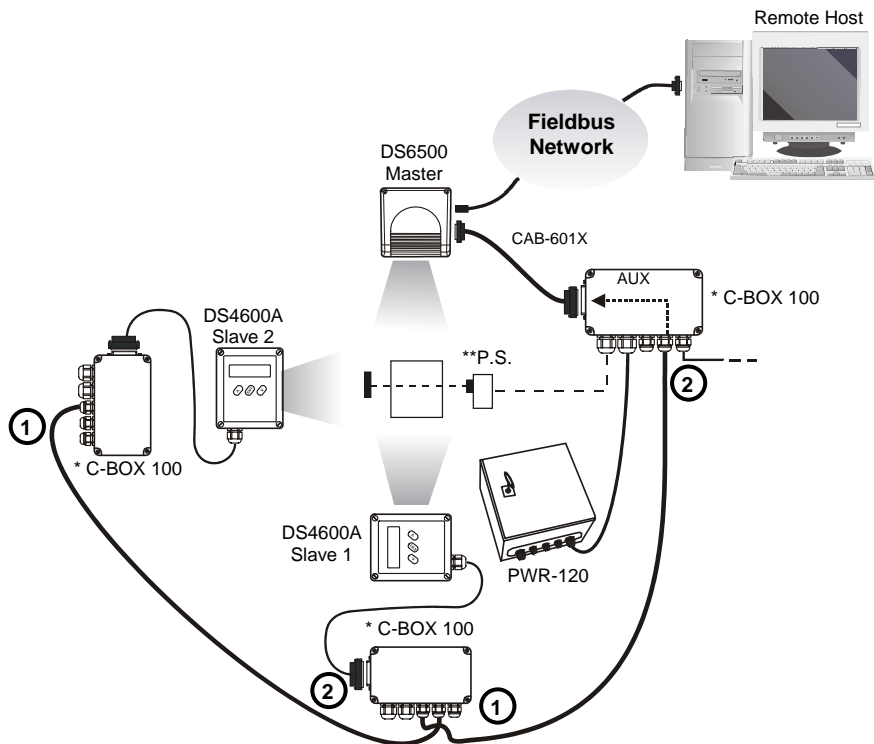 Remote Host
Fieldbus
Network
DS6500
Master
CAB-601X
AUX
* C-BOX 100
DS4600A
Slave 2
**P.S.
2
1
* C-BOX 100
DS4600A
Slave 1
PWR-120
* C-BOX 100
2
1